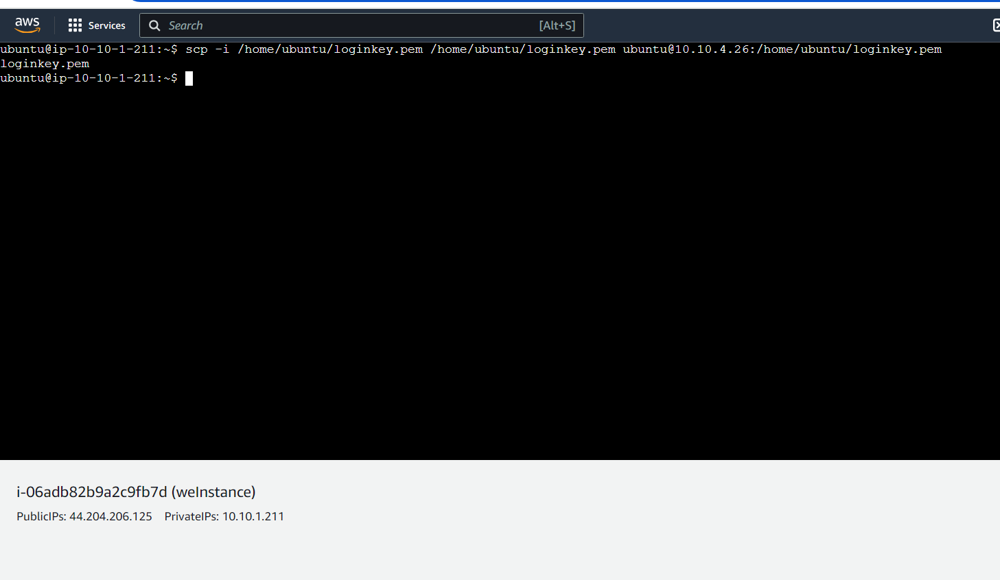 aws
Services
Search
[Alt+S]
ubuntu@ip-10-10-1-211:~$ scp -i /home/ubuntu/loginkey.pem /home/ubuntu/loginkey.pem ubuntu@10.10.4.26:/home/ubuntu/loginkey.pem
loginkey.pem
ubuntu@ip-10-10-1-211:~$
i-06adb82b9a2c9fb7d (weInstance)
PublicIPs: 44.204.206.125 PrivateIPs: 10.10.1.211